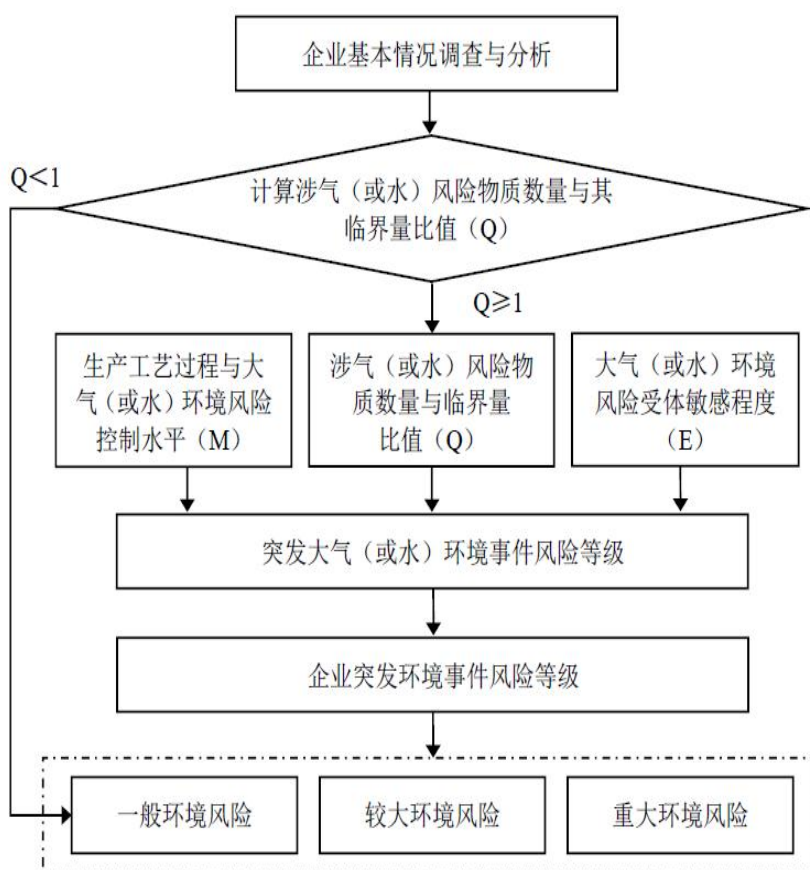 企业基本情况调查与分析
Q<1
计算涉气（或水）风险物质数量与其
临界量比值（Q）
Q≥1
生产工艺过程与大
气（或水）环境风险
控制水平（M）
涉气（或水）风险物
质数量与临界量
比值（Q）
大气（或水）环境
风险受体敏感程度
（E）
突发大气（或水）环境事件风险等级
企业突发环境事件风险等级
一般环境风险
较大环境风险
重大环境风险